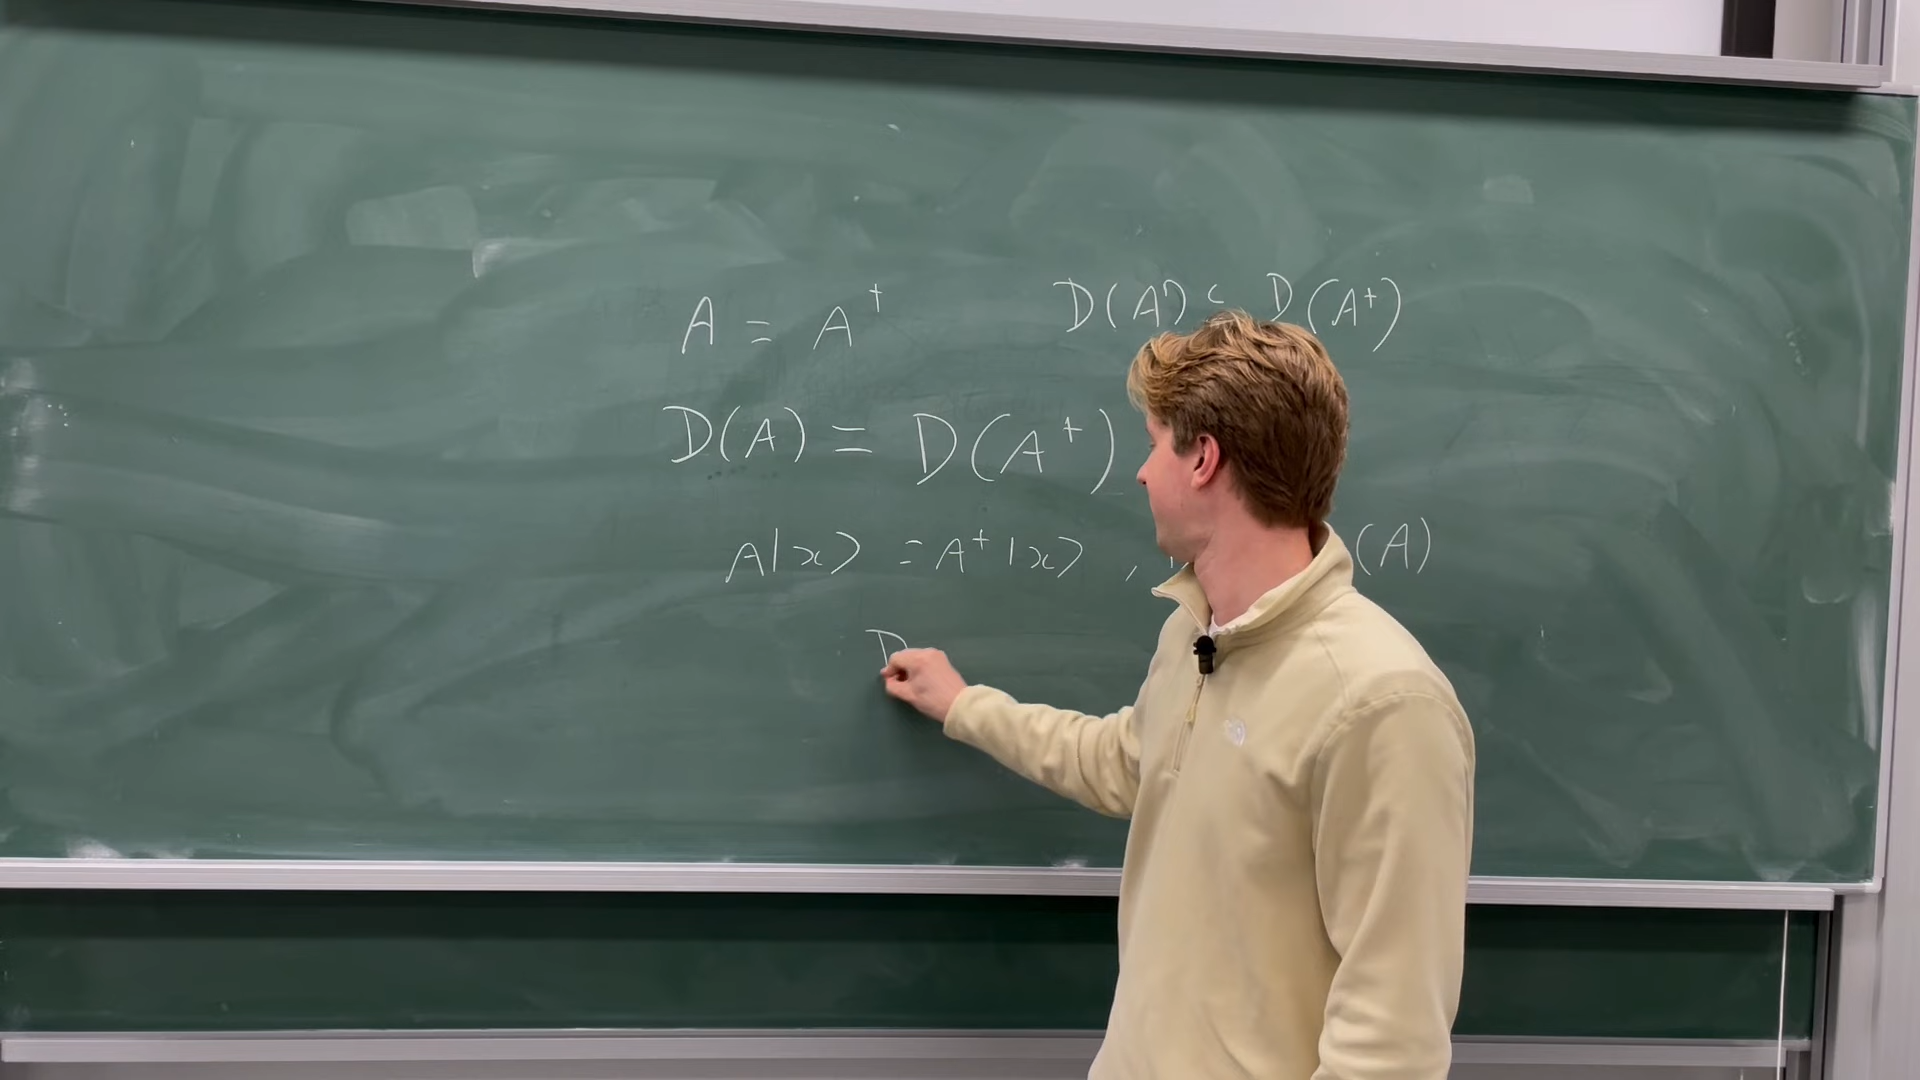 A = A† D(A) ⊂ D(A†)
D(A) = D(A†)
A|x⟩ = A†|x⟩ , (A)
D